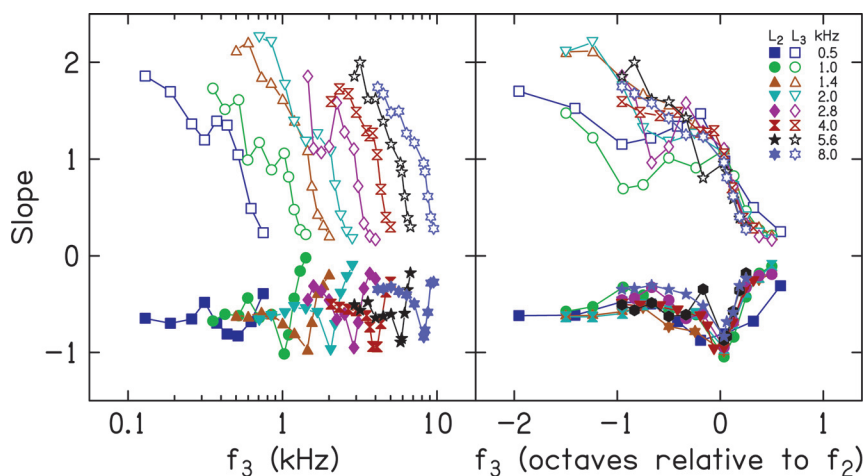 L2 L3 kHz
0.5
1.0
1.4
2.0
2.8
4.0
5.6
8.0
Slope
2
1
0
−1
0.1 1 10
−2 −1 0 1
f3 (kHz)
f3 (octaves relative to f2)